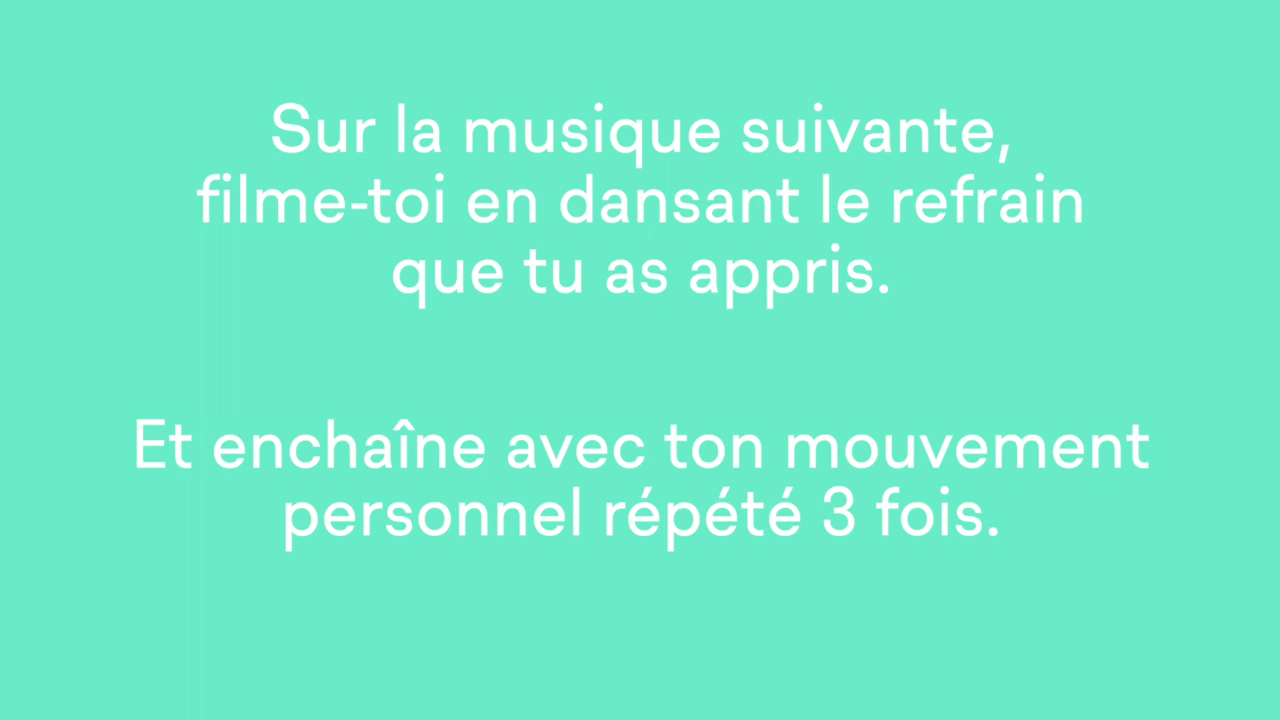 Sur la musique suivante,
filme-toi en dansant le refrain
que tu as appris.
Et enchaîne avec ton mouvement
personnel répété 3 fois.